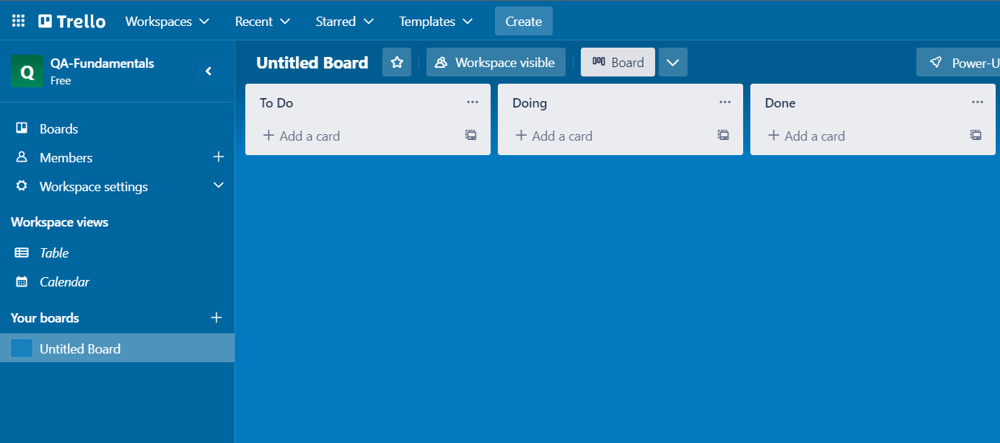 Trello Workspaces Recent Starred Templates Create
Q QA-Fundamentals
Free
Untitled Board Workspace visible Board Power-U
To Do Doing Done
Add a card Add a card Add a card
Boards
Members
Workspace settings
Workspace views
Table
Calendar
Your boards
Untitled Board